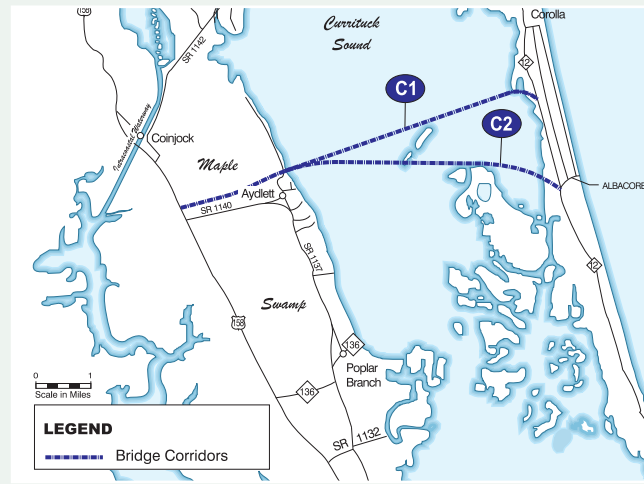 158
Corolla
Currituck
Sound
SR 1142
12
C1
Intracoastal Waterway
Coinjock
C2
Maple
Aydlett
ALBACORE
SR 1140
SR 1137
12
Swamp
158
136
Poplar
Branch
0 1
Scale in Miles
136
SR 1132
LEGEND
Bridge Corridors